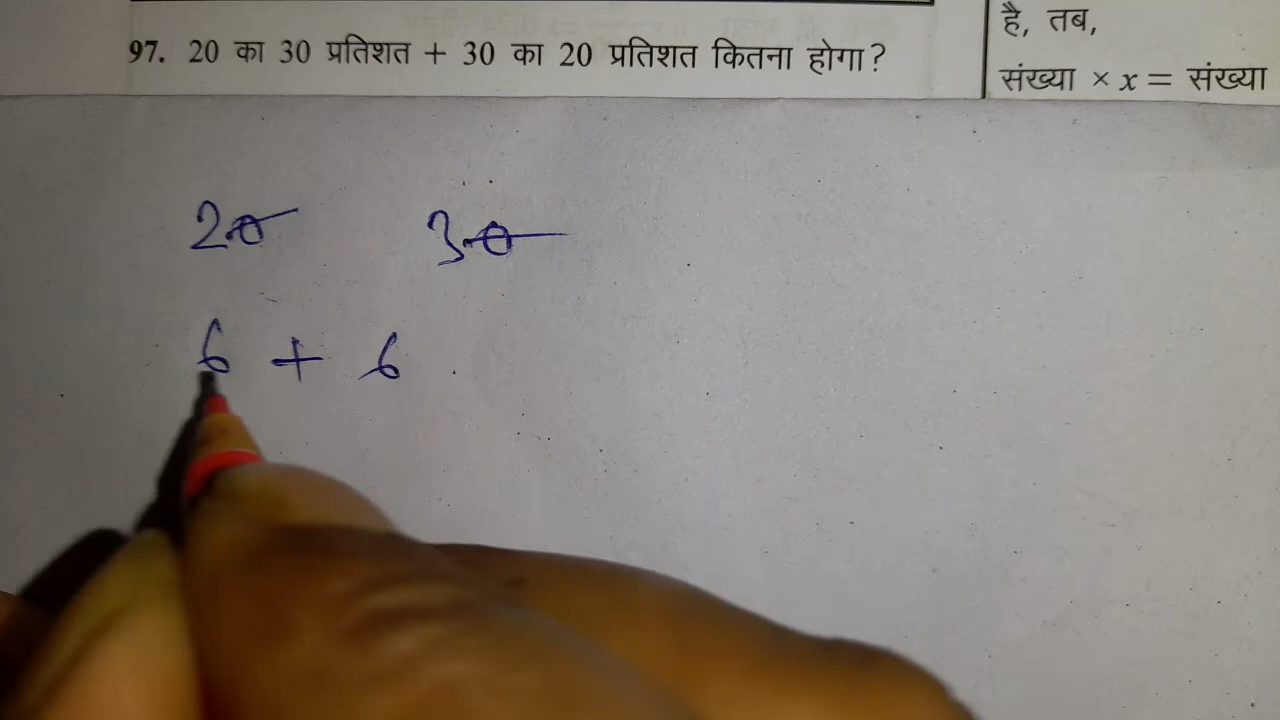 97. 20 का 30 प्रतिशत + 30 का 20 प्रतिशत कितना होगा?
है, तब,
संख्या × x = संख्या
20 30
6 + 6